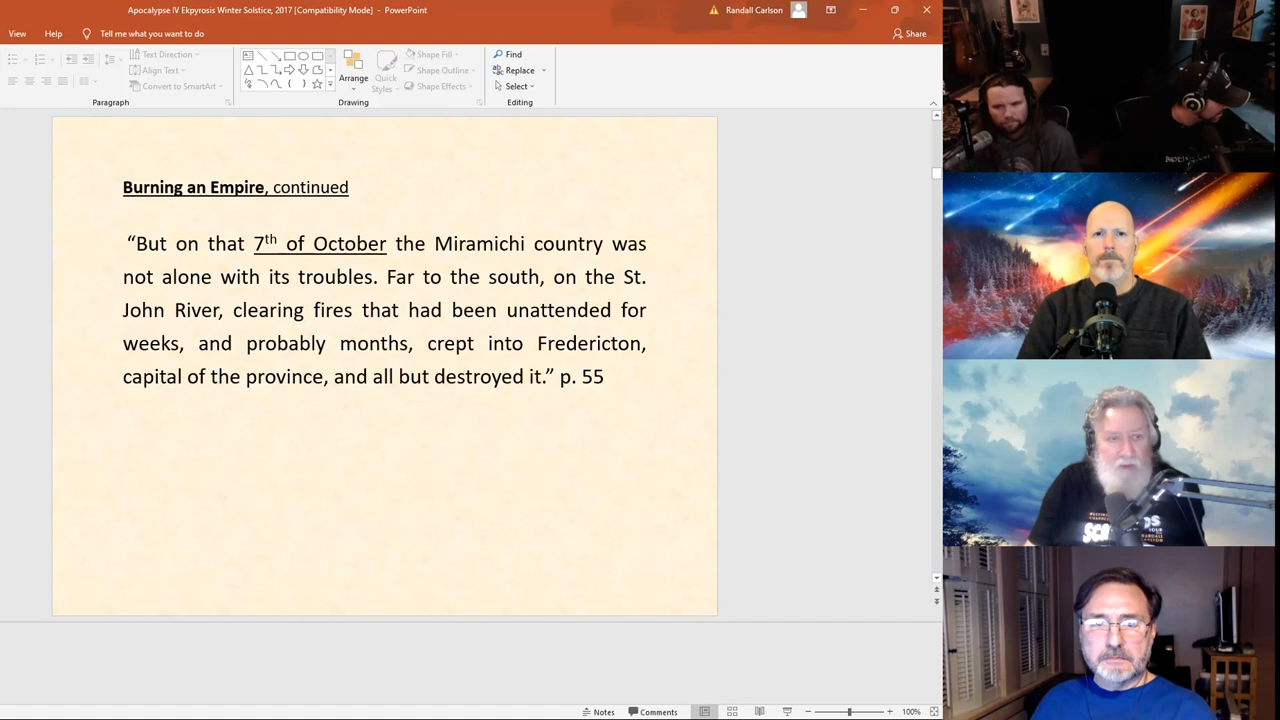 Apocalypse IV Ekpyrosis Winter Solstice, 2017 [Compatibility Mode] - PowerPoint
Randall Carlson
View Help Tell me what you want to do
Share
Text Direction
Align Text
Convert to SmartArt
Paragraph
Arrange
Quick
Styles
Shape Fill
Shape Outline
Shape Effects
Drawing
Find
Replace
Select
Editing
Burning an Empire, continued
“But on that 7th of October the Miramichi country was
not alone with its troubles. Far to the south, on the St.
John River, clearing fires that had been unattended for
weeks, and probably months, crept into Fredericton,
capital of the province, and all but destroyed it.” p. 55
Notes Comments 100%